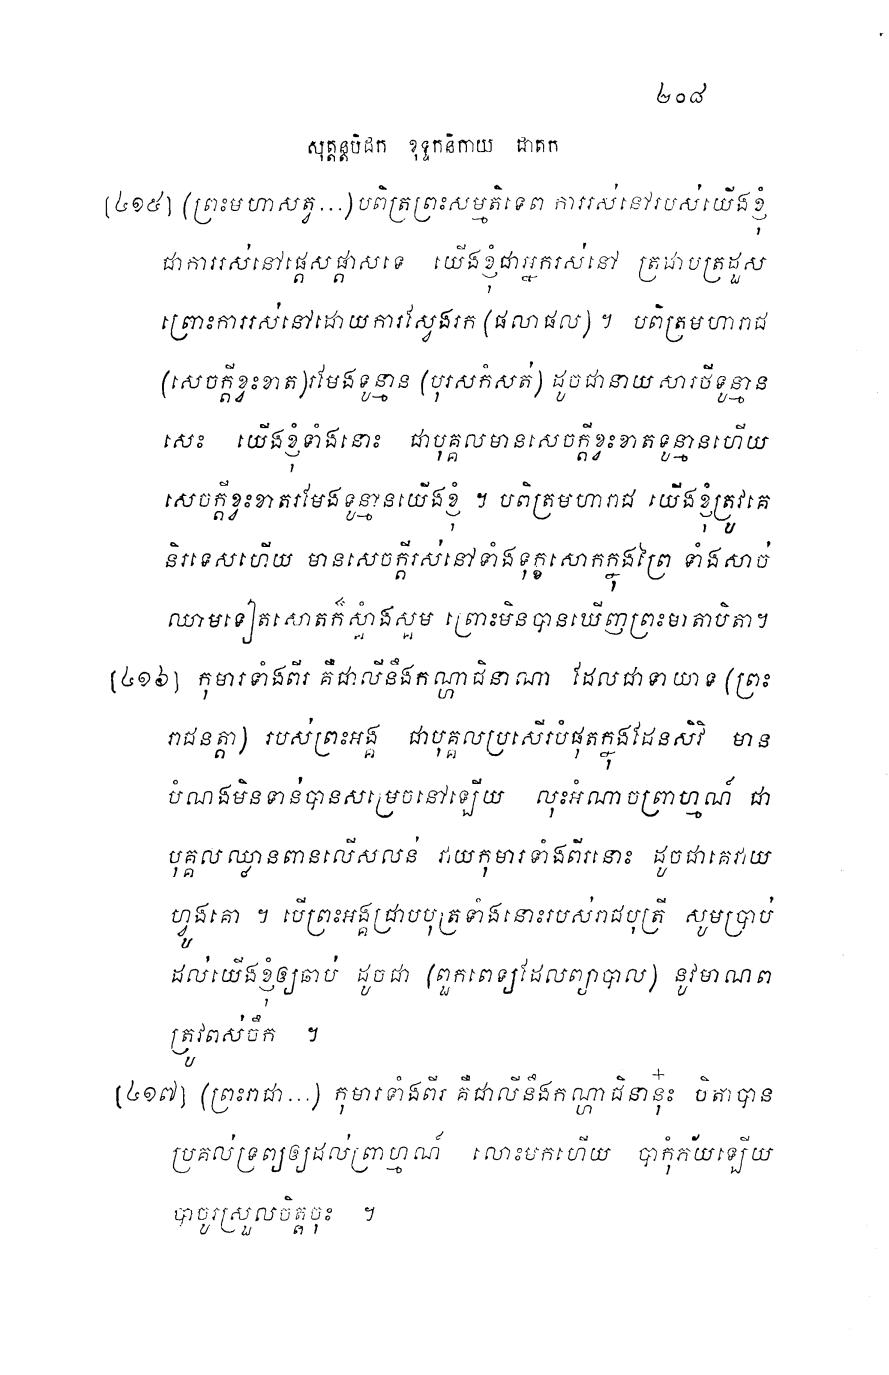 ២០៨
សុត្តន្តបិដក ខុទ្ទកនិកាយ ជាតក
[៤១៥] (ព្រះមហាសត្វ...) បពិត្រព្រះសម្មតិទេព ការរស់នៅរបស់យើងខ្ញុំ
ជាការរស់នៅផ្តេសផ្តាសទេ យើងខ្ញុំជាអ្នករស់នៅ ត្រដាបត្រដួស
ព្រោះការរស់នៅដោយការស្វែងរក (ផលាផល) ។ បពិត្រមហារាជ
(សេចក្តីខ្វះខាត) រមែងទូន្មាន (បុរសកំសត់) ដូចជានាយសារថីទូន្មាន
សេះ យើងខ្ញុំទាំងនោះ ជាបុគ្គលមានសេចក្តីខ្វះខាតទូន្មានហើយ
សេចក្តីខ្វះខាតរមែងទូន្មានយើងខ្ញុំ ។ បពិត្រមហារាជ យើងខ្ញុំត្រូវគេ
និរទេសហើយ មានសេចក្តីរស់នៅទាំងទុក្ខសោកក្នុងព្រៃ ទាំងសាច់
ឈាមទៀតសោតក៏ស្គាំងស្គម ព្រោះមិនបានឃើញព្រះមាតាបិតា។
[៤១៦] កុមារទាំងពីរ គឺជាលីនឹងកណ្ហាជិនាណា ដែលជាទាយាទ (ព្រះ
រាជនត្តា) របស់ព្រះអង្គ ជាបុគ្គលប្រសើរបំផុតក្នុងដែនសិវិ មាន
បំណងមិនទាន់បានសម្រេចនៅឡើយ លុះអំណាចព្រាហ្មណ៍ ជា
បុគ្គលឈ្លានពានលើសលន់ វាយកុមារទាំងពីរនោះ ដូចជាគេវាយ
ហ្វូងគោ ។ បើព្រះអង្គជ្រាបបុត្រទាំងនោះរបស់រាជបុត្រី សូមប្រាប់
ដល់យើងខ្ញុំឲ្យឆាប់ ដូចជា (ពួកពេទ្យដែលព្យាបាល) នូវមាណព
ត្រូវពស់ចឹក ។
[៤១៧] (ព្រះរាជា...) កុមារទាំងពីរ គឺជាលីនឹងកណ្ហាជិនានុ៎ះ បិតាបាន
ប្រគល់ទ្រព្យឲ្យដល់ព្រាហ្មណ៍ លោះមកហើយ បាកុំភ័យឡើយ
បាចូរស្រួលចិត្តចុះ ។